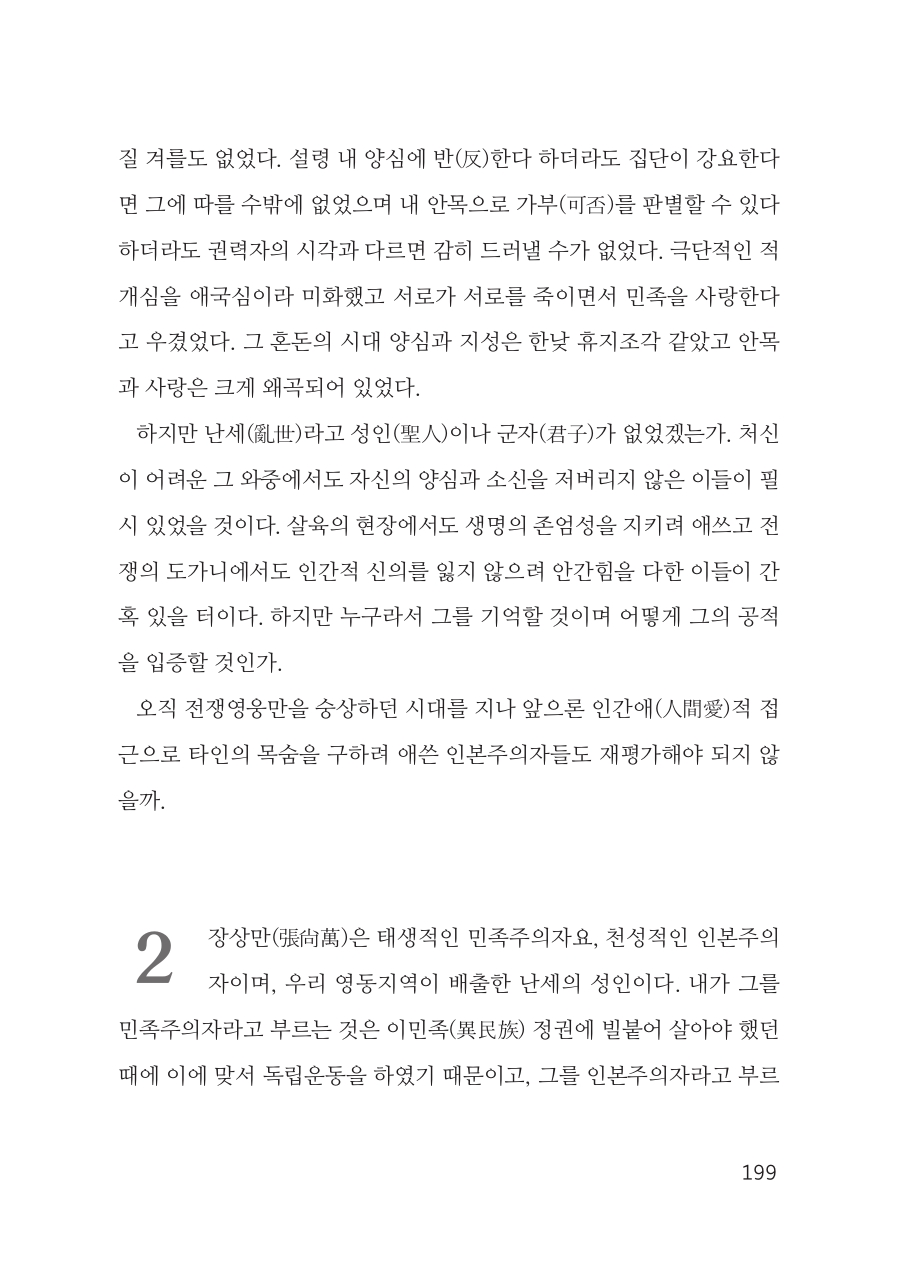 질 겨를도 없었다. 설령 내 양심에 반(反)한다 하더라도 집단이 강요한다
면 그에 따를 수밖에 없었으며 내 안목으로 가부(可否)를 판별할 수 있다
하더라도 권력자의 시각과 다르면 감히 드러낼 수가 없었다. 극단적인 적
개심을 애국심이라 미화했고 서로가 서로를 죽이면서 민족을 사랑한다
고 우겼었다. 그 혼돈의 시대 양심과 지성은 한낮 휴지조각 같았고 안목
과 사랑은 크게 왜곡되어 있었다.
하지만 난세(亂世)라고 성인(聖人)이나 군자(君子)가 없었겠는가. 처신
이 어려운 그 와중에서도 자신의 양심과 소신을 저버리지 않은 이들이 필
시 있었을 것이다. 살육의 현장에서도 생명의 존엄성을 지키려 애쓰고 전
쟁의 도가니에서도 인간적 신의를 잃지 않으려 안간힘을 다한 이들이 간
혹 있을 터이다. 하지만 누구라서 그를 기억할 것이며 어떻게 그의 공적
을 입증할 것인가.
오직 전쟁영웅만을 숭상하던 시대를 지나 앞으론 인간애(人間愛)적 접
근으로 타인의 목숨을 구하려 애쓴 인본주의자들도 재평가해야 되지 않
을까.
2
장상만(張尙萬)은 태생적인 민족주의자요, 천성적인 인본주의
자이며, 우리 영동지역이 배출한 난세의 성인이다. 내가 그를
민족주의자라고 부르는 것은 이민족(異民族) 정권에 빌붙어 살아야 했던
때에 이에 맞서 독립운동을 하였기 때문이고, 그를 인본주의자라고 부르
199